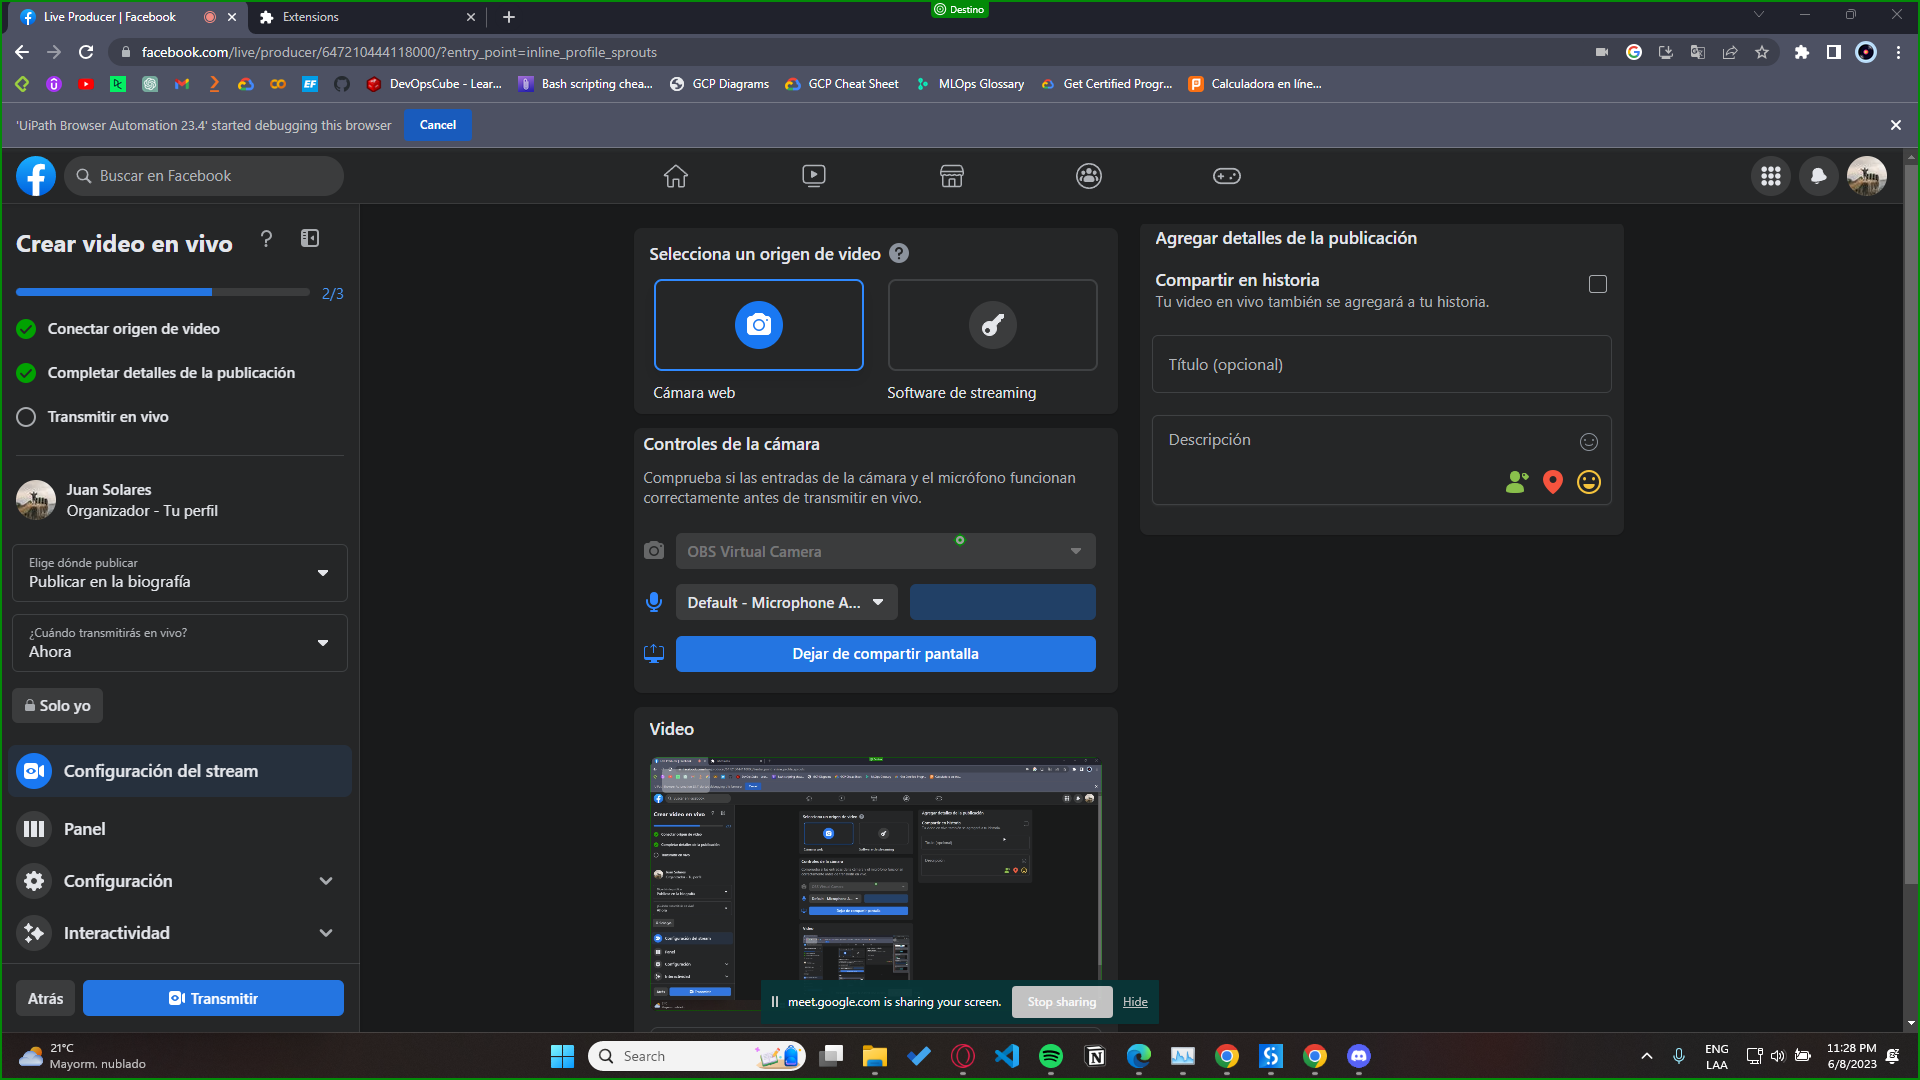 Destino
Live Producer | Facebook
Extensions
facebook.com/live/producer/647210444118000/?entry_point=inline_profile_sprouts
DevOpsCube - Lear...
Bash scripting chea...
GCP Diagrams
GCP Cheat Sheet
MLOps Glossary
Get Certified Progr...
Calculadora en líne...
'UiPath Browser Automation 23.4' started debugging this browser
Cancel
Buscar en Facebook
Crear video en vivo
2/3
Conectar origen de video
Completar detalles de la publicación
Transmitir en vivo
Juan Solares
Organizador - Tu perfil
Elige dónde publicar
Publicar en la biografía
¿Cuándo transmitirás en vivo?
Ahora
Solo yo
Configuración del stream
Panel
Configuración
Interactividad
Atrás
Transmitir
Selecciona un origen de video
Cámara web
Software de streaming
Controles de la cámara
Comprueba si las entradas de la cámara y el micrófono funcionan
correctamente antes de transmitir en vivo.
OBS Virtual Camera
Default - Microphone A...
Dejar de compartir pantalla
Video
Agregar detalles de la publicación
Compartir en historia
Tu video en vivo también se agregará a tu historia.
Título (opcional)
Descripción
meet.google.com is sharing your screen.
Stop sharing
Hide
21°C
Mayorm. nublado
Search
ENG
LAA
11:28 PM
6/8/2023